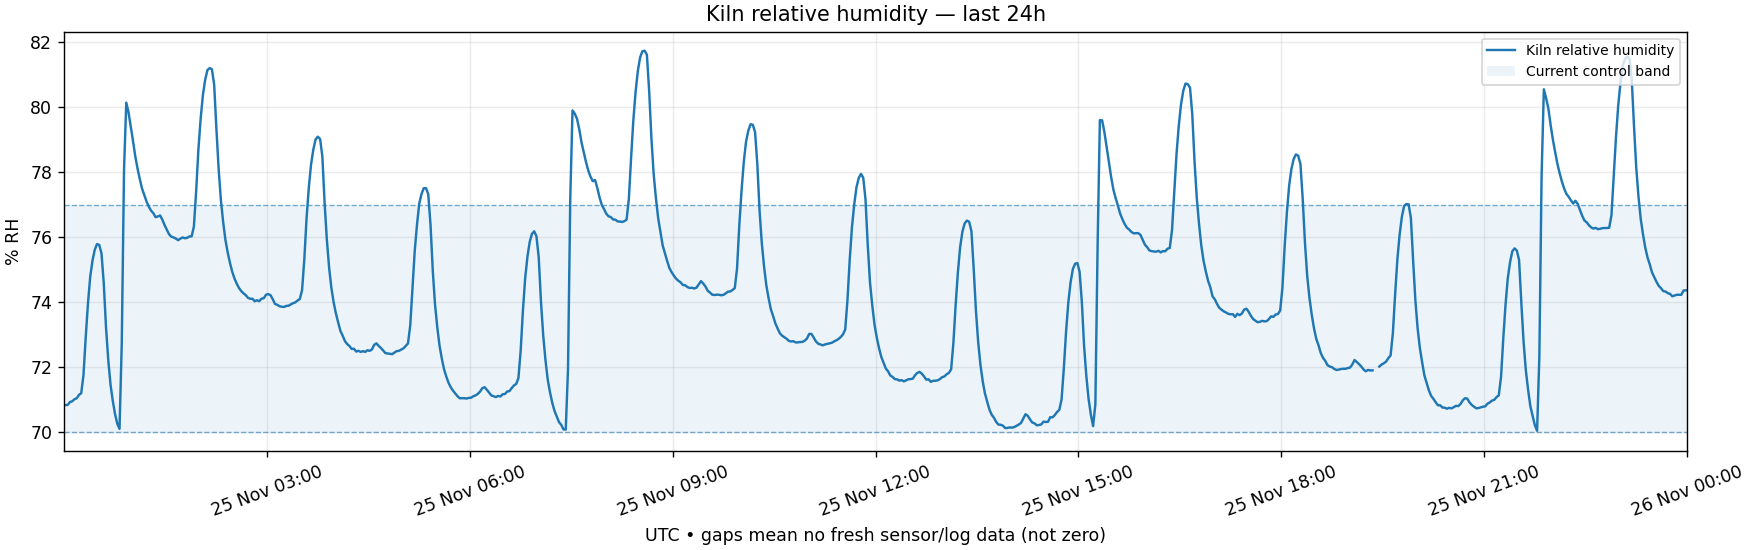 Kiln relative humidity — last 24h
Kiln relative humidity
Current control band
% RH
82
80
78
76
74
72
70
25 Nov 03:00
25 Nov 06:00
25 Nov 09:00
25 Nov 12:00
25 Nov 15:00
25 Nov 18:00
25 Nov 21:00
26 Nov 00:00
UTC • gaps mean no fresh sensor/log data (not zero)